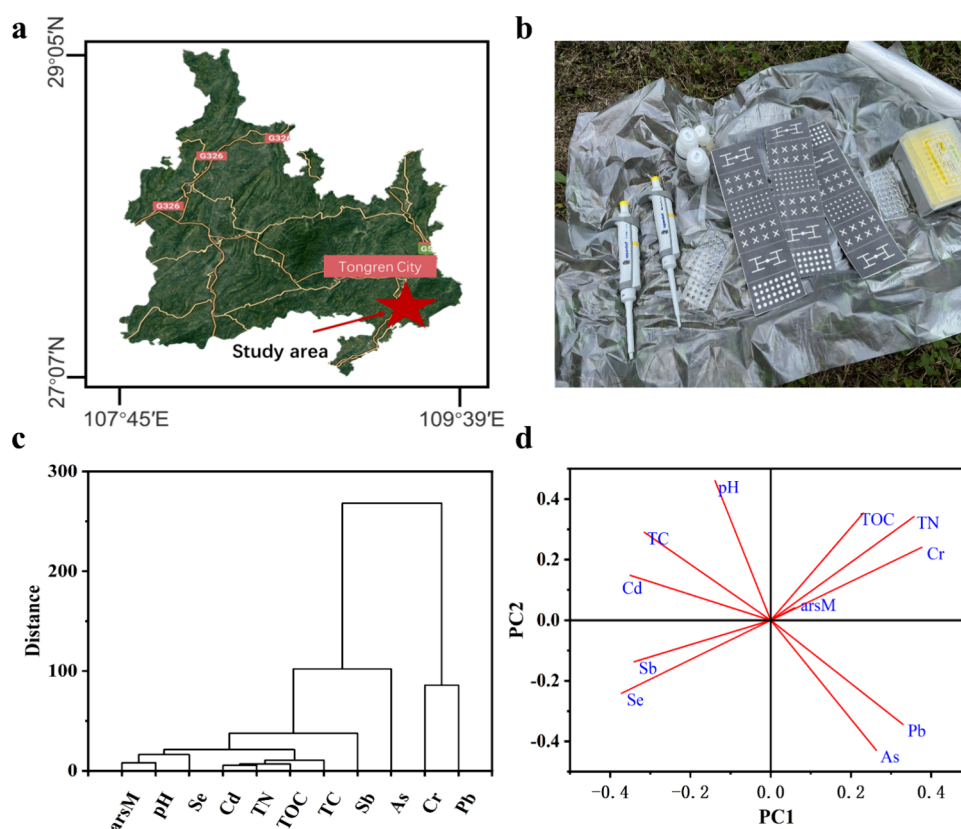 a
29°05′N
27°07′N
107°45′E
109°39′E
G326
G326
G326
G5
Tongren City
Study area
b
c
Distance
300
200
100
0
arsM
pH
Se
Cd
TN
TOC
TC
Sb
As
Cr
Pb
d
PC2
0.4
0.2
0.0
-0.2
-0.4
pH
TOC
TN
TC
Cr
Cd
arsM
Sb
Se
Pb
As
-0.4
-0.2
0.0
0.2
0.4
PC1